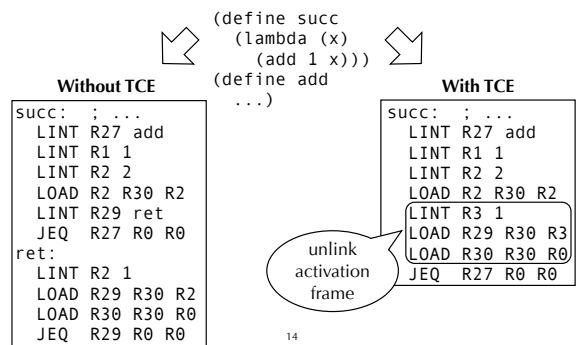 (define succ
(lambda (x)
(add 1 x)))
(define add
...)
Without TCE
succ: ; ...
LINT R27 add
LINT R1 1
LINT R2 2
LOAD R2 R30 R2
LINT R29 ret
JEQ R27 R0 R0
ret:
LINT R2 1
LOAD R29 R30 R2
LOAD R30 R30 R0
JEQ R29 R0 R0
With TCE
succ: ; ...
LINT R27 add
LINT R1 1
LINT R2 2
LOAD R2 R30 R2
LINT R3 1
LOAD R29 R30 R3
LOAD R30 R30 R0
JEQ R27 R0 R0
unlink
activation
frame
14